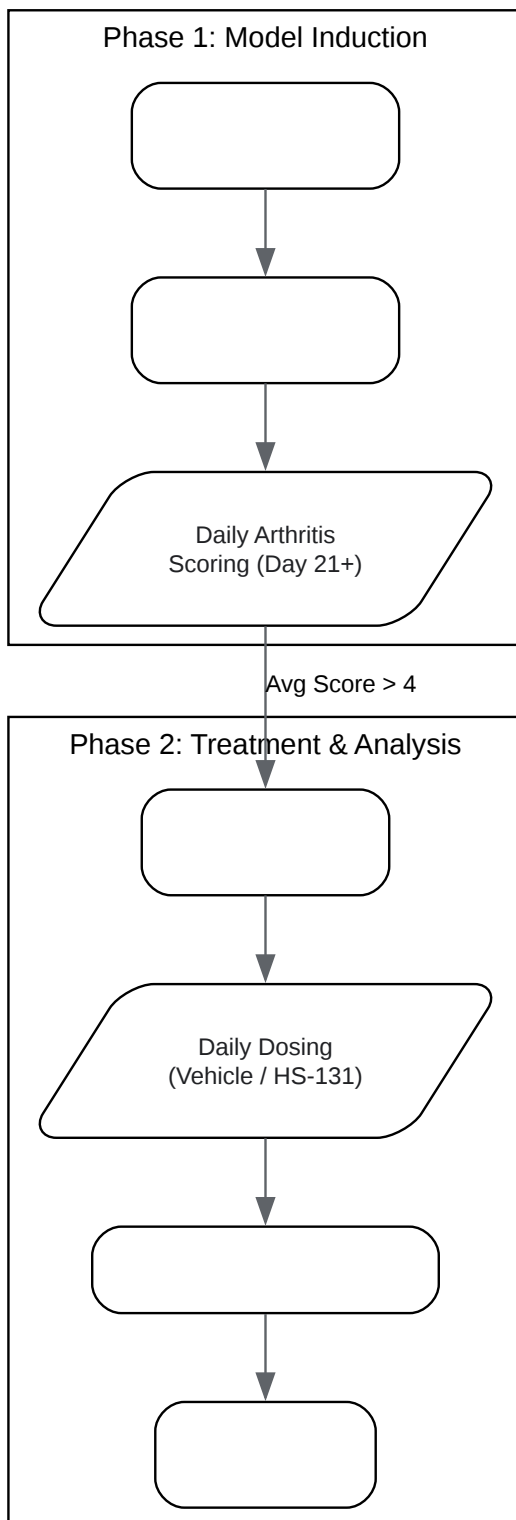 Phase 1: Model Induction
Daily Arthritis
Scoring (Day 21+)
Avg Score > 4
Phase 2: Treatment & Analysis
Daily Dosing
(Vehicle / HS-131)